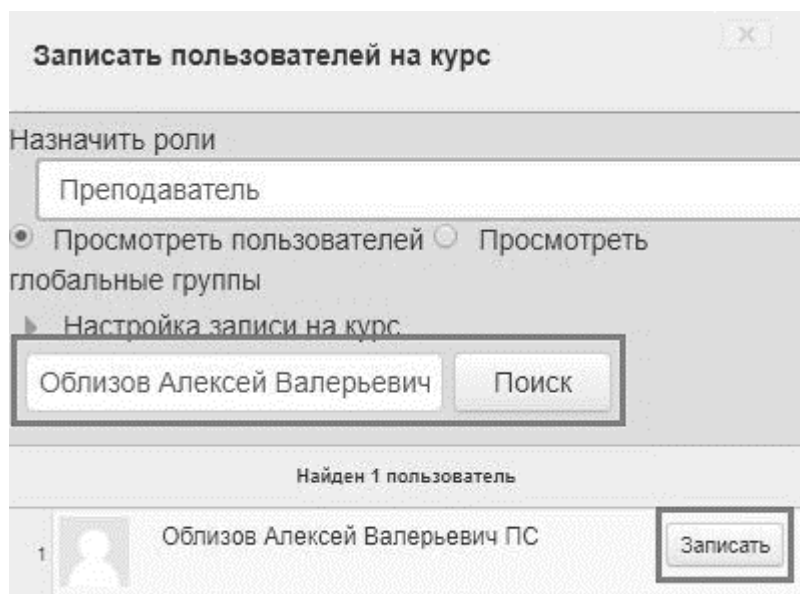 Записать пользователей на курс
Назначить роли
Преподаватель
Просмотреть пользователей Просмотреть
глобальные группы
Настройка записи на курс
Облизов Алексей Валерьевич Поиск
Найден 1 пользователь
1 Облизов Алексей Валерьевич ПС Записать